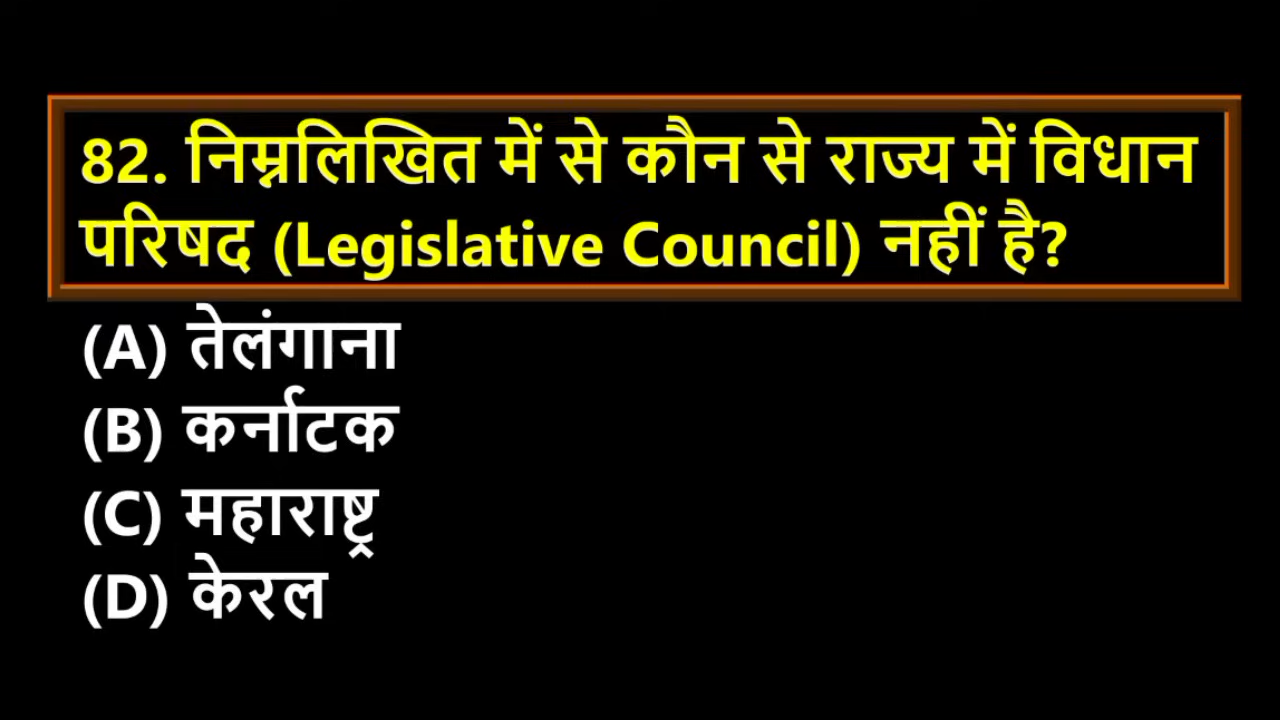 82. निम्नलिखित में से कौन से राज्य में विधान
परिषद (Legislative Council) नहीं है?
(A) तेलंगाना
(B) कर्नाटक
(C) महाराष्ट्र
(D) केरल